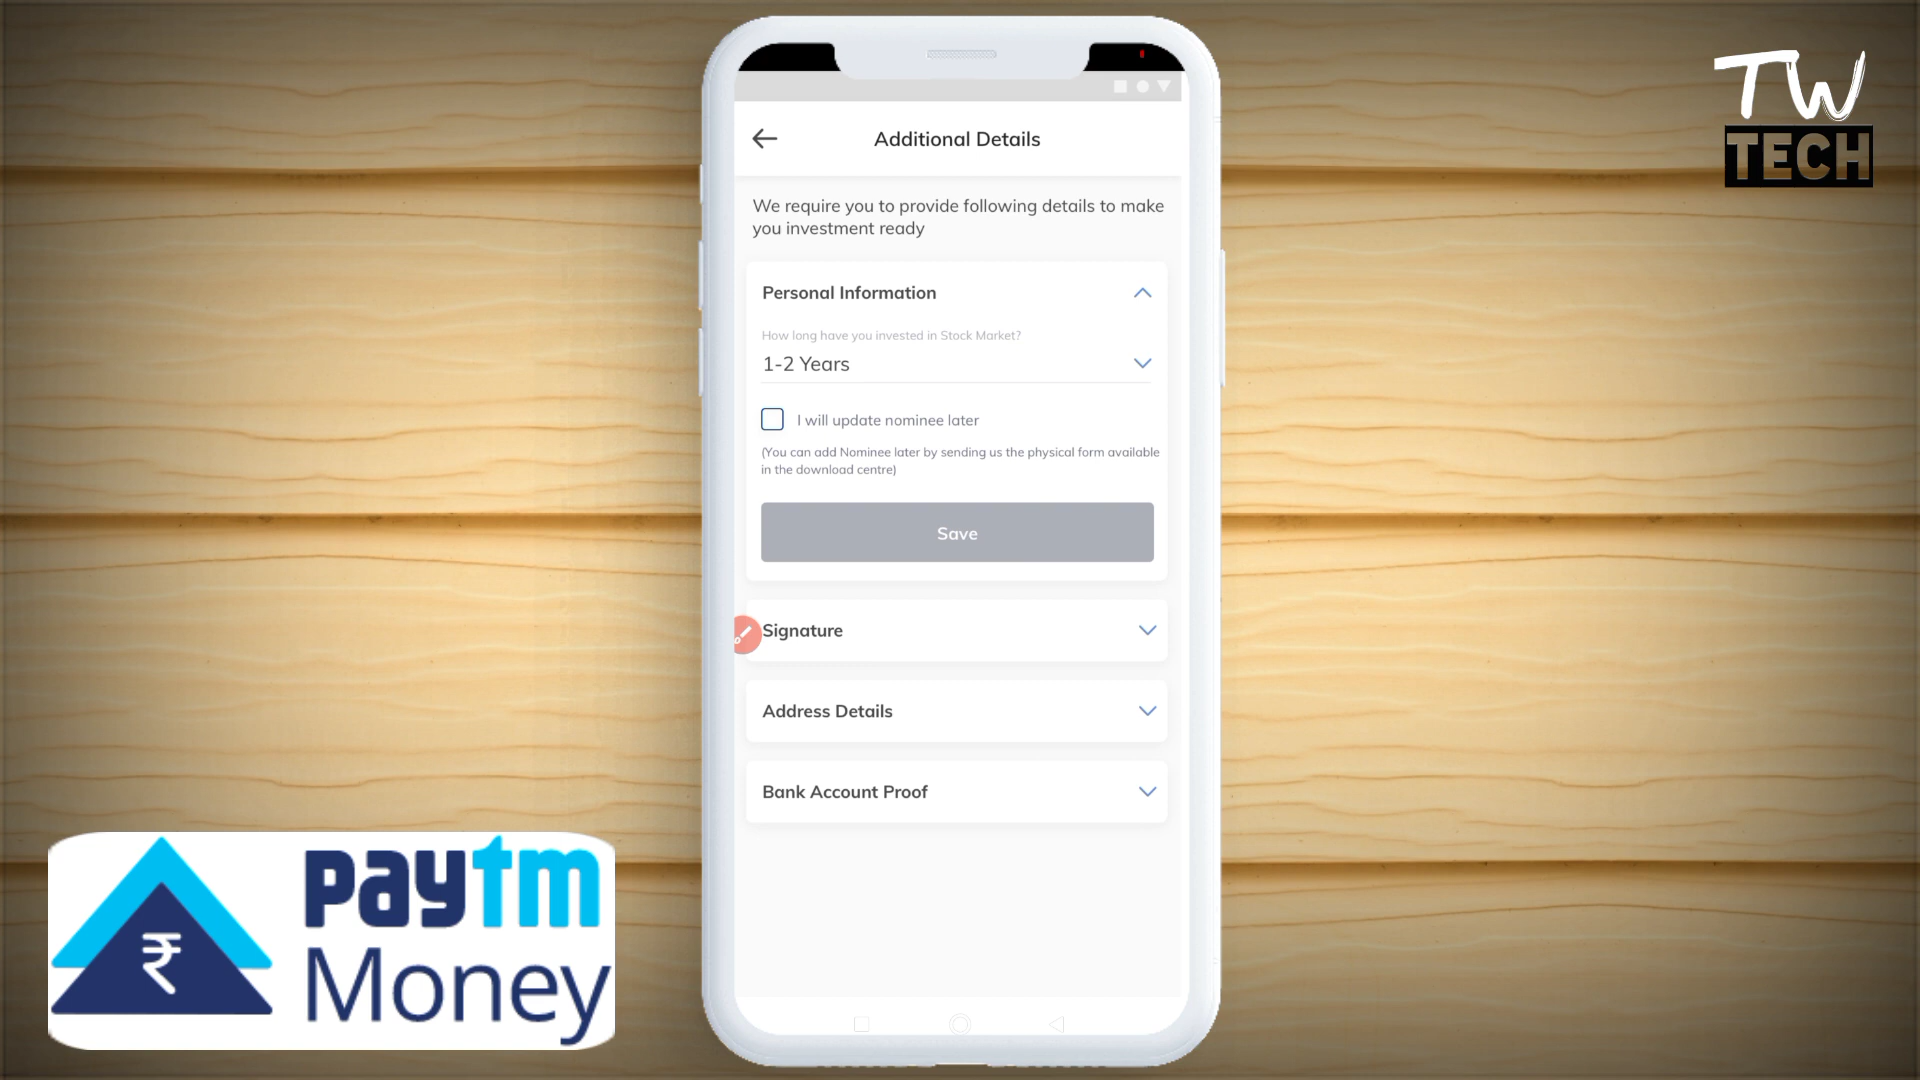 TW
TECH
Additional Details
We require you to provide following details to make
you investment ready
Personal Information
How long have you invested in Stock Market?
1-2 Years
I will update nominee later
(You can add Nominee later by sending us the physical form available
in the download centre)
Save
Signature
Address Details
Bank Account Proof
₹
paytm
Money